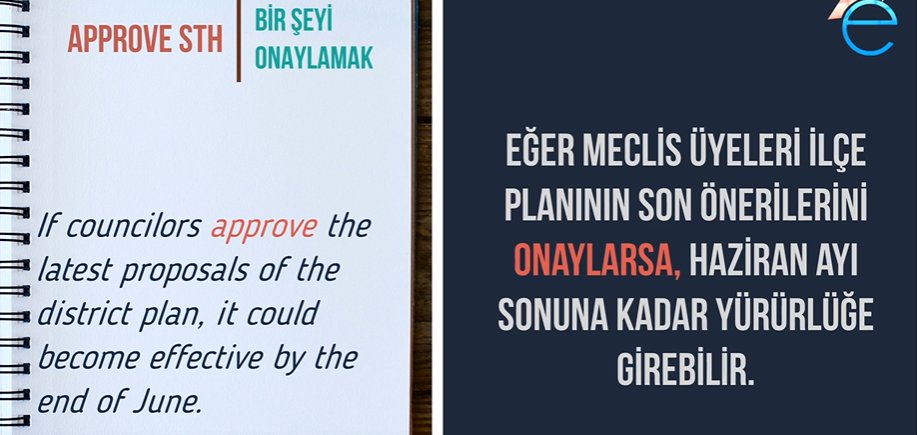 APPROVE STH
BİR ŞEYİ
ONAYLAMAK
If councilors approve the
latest proposals of the
district plan, it could
become effective by the
end of June.
e
EĞER MECLİS ÜYELERİ İLÇE
PLANININ SON ÖNERİLERİNİ
ONAYLARSA, HAZİRAN AYI
SONUNA KADAR YÜRÜRLÜĞE
GİREBİLİR.